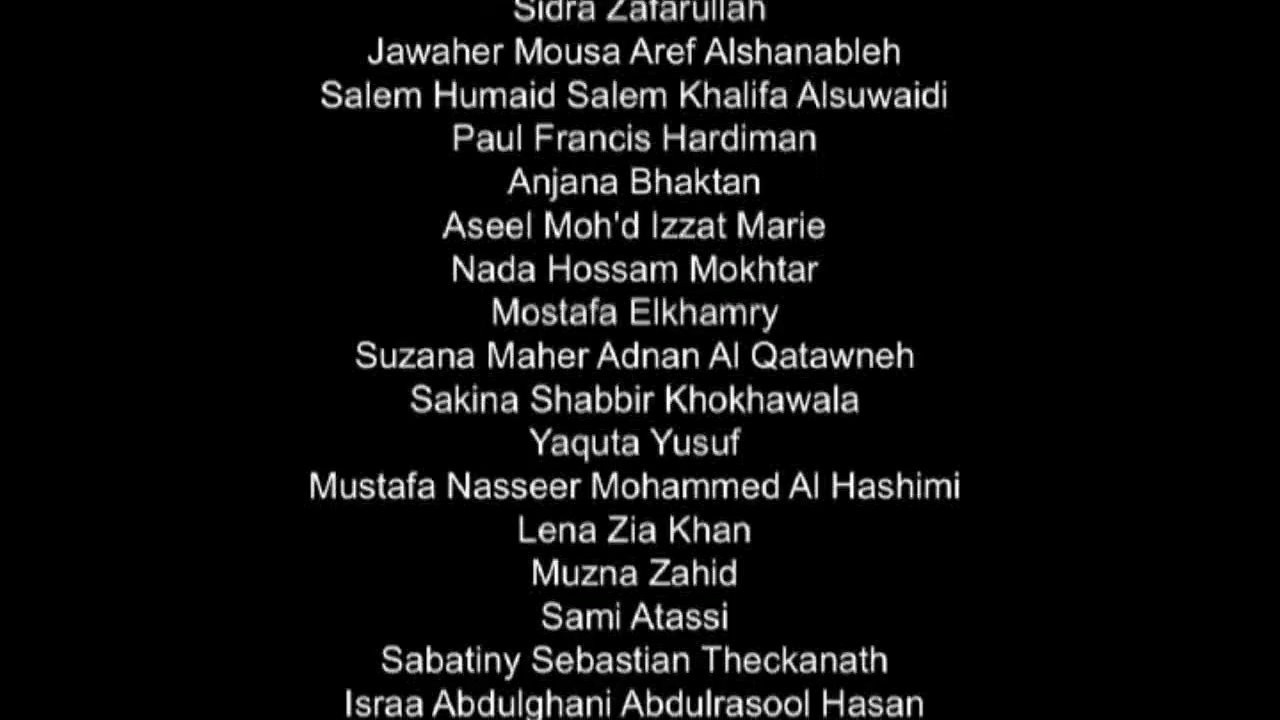 Sidra Zafarullah
Jawaher Mousa Aref Alshanableh
Salem Humaid Salem Khalifa Alsuwaidi
Paul Francis Hardiman
Anjana Bhaktan
Aseel Moh'd Izzat Marie
Nada Hossam Mokhtar
Mostafa Elkhamry
Suzana Maher Adnan Al Qatawneh
Sakina Shabbir Khokhawala
Yaquta Yusuf
Mustafa Nasseer Mohammed Al Hashimi
Lena Zia Khan
Muzna Zahid
Sami Atassi
Sabatiny Sebastian Theckanath
Israa Abdulghani Abdulrasool Hasan